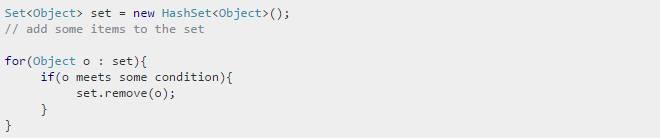 Set<Object> set = new HashSet<Object>();
// add some items to the set
for(Object o : set){
     if(o meets some condition){
          set.remove(o);
     }
}